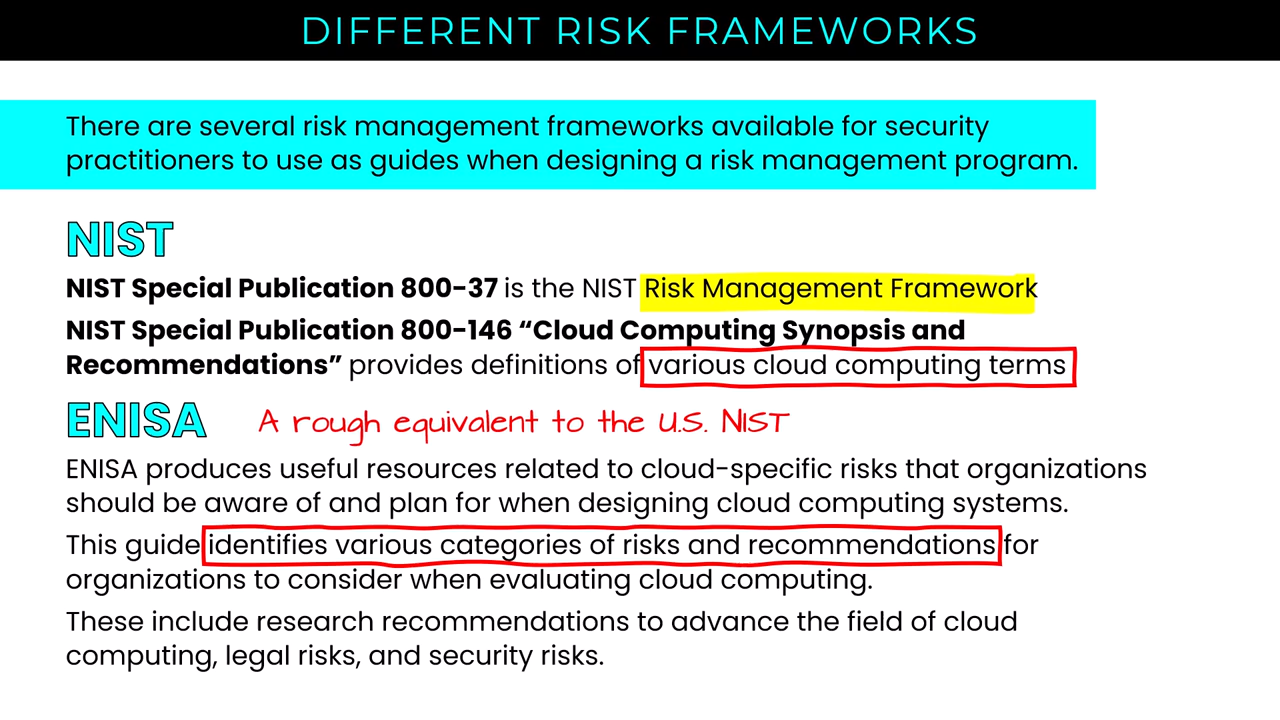 DIFFERENT RISK FRAMEWORKS
There are several risk management frameworks available for security
practitioners to use as guides when designing a risk management program.
NIST
NIST Special Publication 800-37 is the NIST Risk Management Framework
NIST Special Publication 800-146 “Cloud Computing Synopsis and
Recommendations” provides definitions of various cloud computing terms
ENISA A rough equivalent to the U.S. NIST
ENISA produces useful resources related to cloud-specific risks that organizations
should be aware of and plan for when designing cloud computing systems.
This guide identifies various categories of risks and recommendations for
organizations to consider when evaluating cloud computing.
These include research recommendations to advance the field of cloud
computing, legal risks, and security risks.